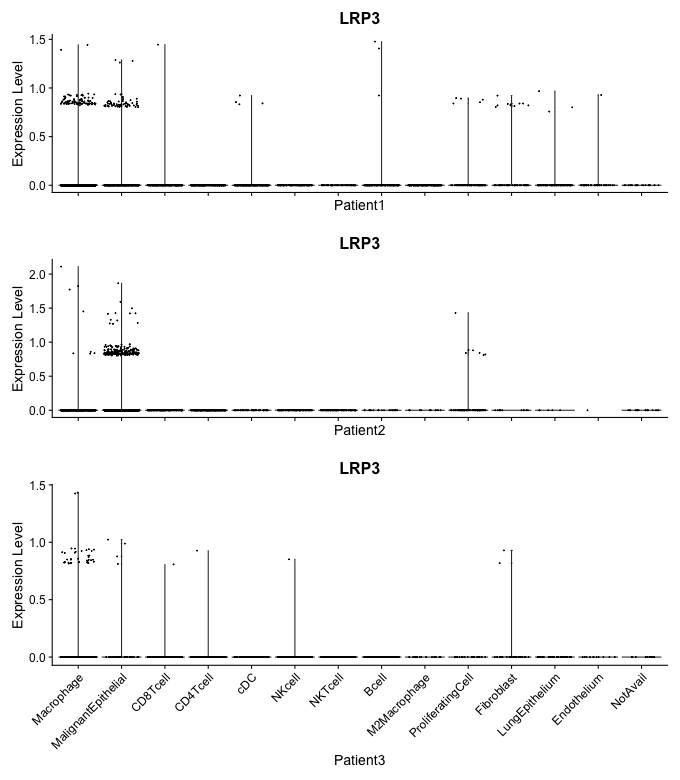 LRP3
Expression Level
1.5
1.0
0.5
0.0
Patient1
LRP3
Expression Level
2.0
1.5
1.0
0.5
0.0
Patient2
LRP3
Expression Level
1.5
1.0
0.5
0.0
Macrophage
MalignantEpithelial
CD8Tcell
CD4Tcell
cDC
NKcell
NKTcell
Bcell
M2Macrophage
ProliferatingCell
Fibroblast
LungEpithelium
Endothelium
NotAvail
Patient3